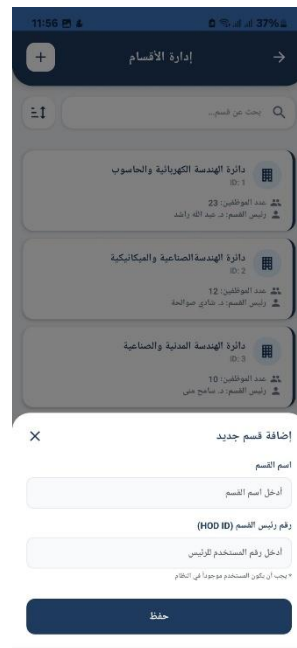 11:56 37%
إدارة الأقسام
بحث عن قسم...
دائرة الهندسة الكهربائية والحاسوب
ID: 1
عدد الموظفين: 23
رئيس القسم: د. عبد الله راشد
دائرة الهندسةالصناعية والميكانيكية
ID: 2
عدد الموظفين: 12
رئيس القسم: د. شادي صوالحة
دائرة الهندسة المدنية والصناعية
ID: 3
عدد الموظفين: 10
رئيس القسم: د. سامح منى
إضافة قسم جديد
اسم القسم
أدخل اسم القسم
رقم رئيس القسم (HOD ID)
أدخل رقم المستخدم للرئيس
* يجب أن يكون المستخدم موجوداً في النظام
حفظ